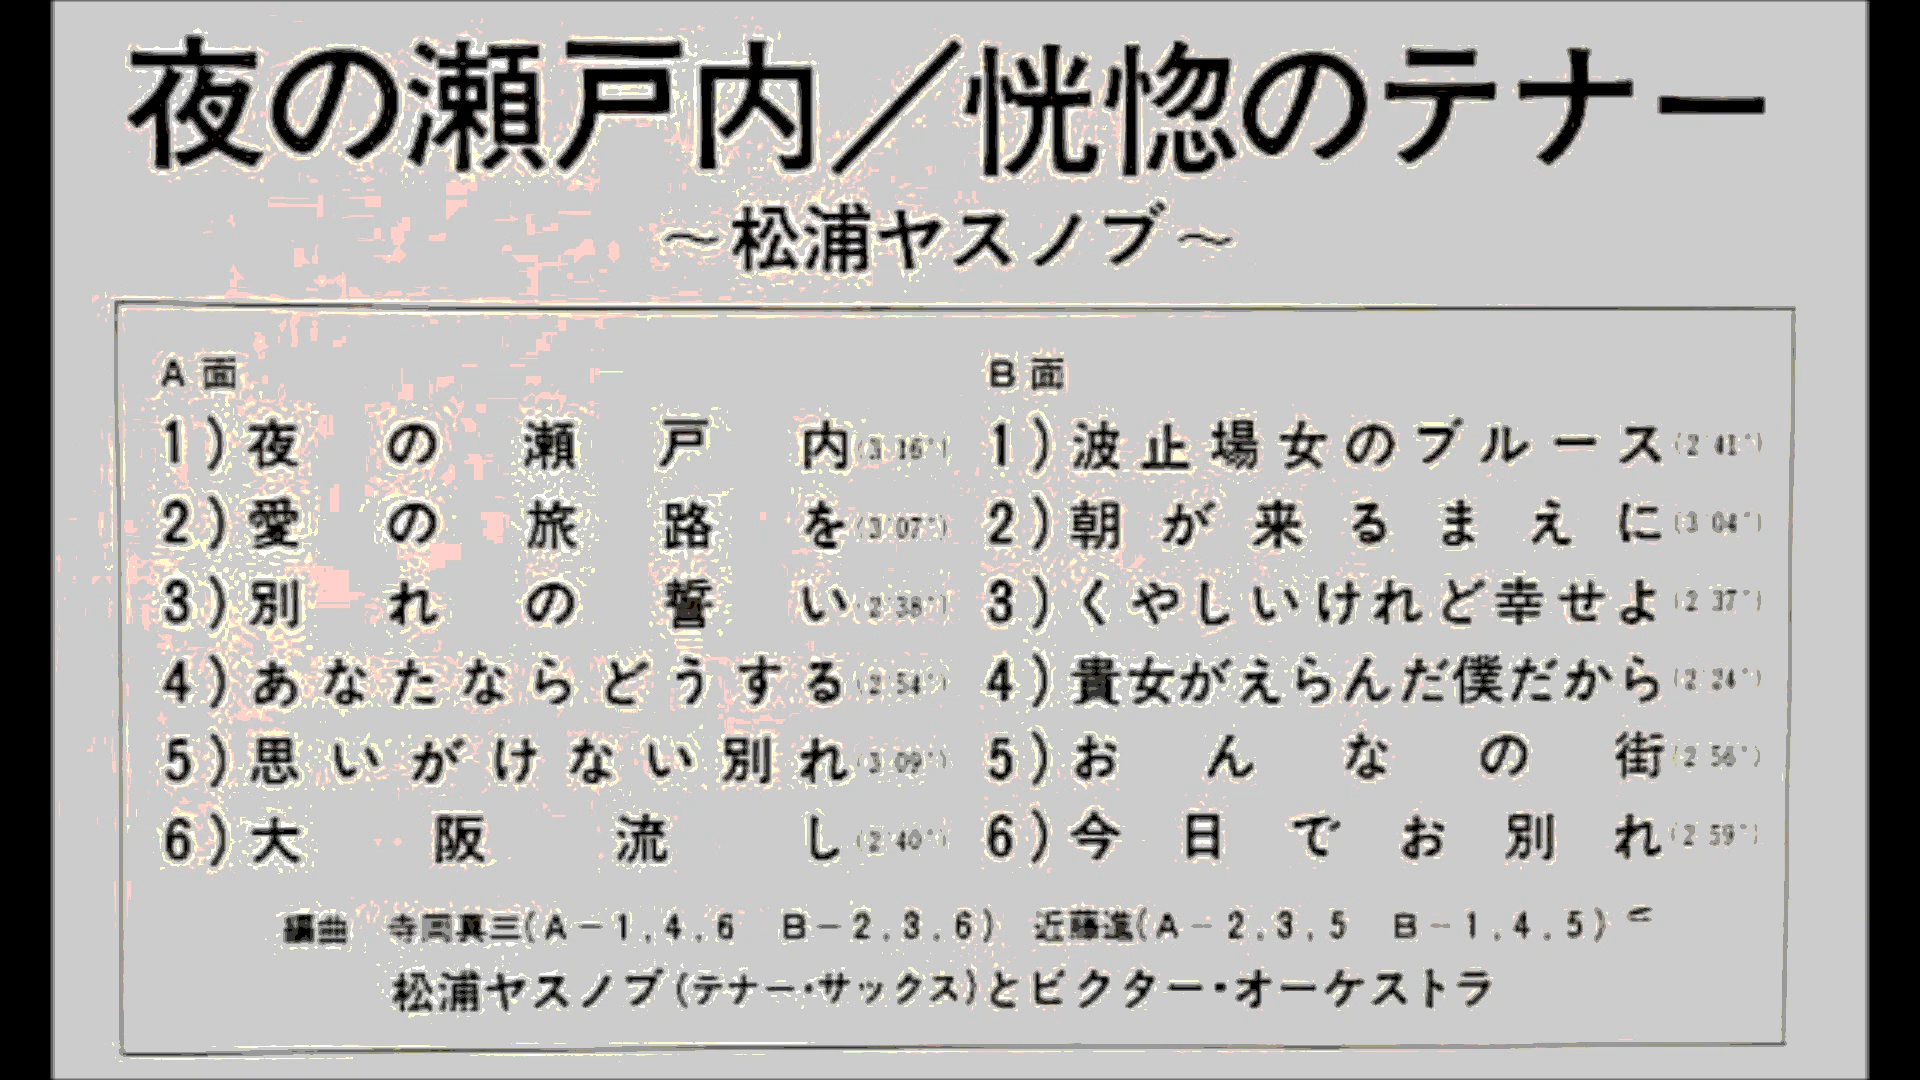 夜の瀬戸内／恍惚のテナー
～松浦ヤスノブ～
A面
1)夜の瀬戸内(3'16")
2)愛の旅路を(3'07")
3)別れの誓い(2'38")
4)あなたならどうする(2'54")
5)思いがけない別れ(3'09")
6)大阪流し(2'40")
B面
1)波止場女のブルース(2'41")
2)朝が来るまえに(3'04")
3)くやしいけれど幸せよ(2'37")
4)貴女がえらんだ僕だから(2'24")
5)おんなの街(2'56")
6)今日でお別れ(2'59")
編曲 寺岡真三(A－1,4,6 B－2,3,6) 近藤進(A－2,3,5 B－1,4,5)
松浦ヤスノブ(テナー・サックス)とビクター・オーケストラ